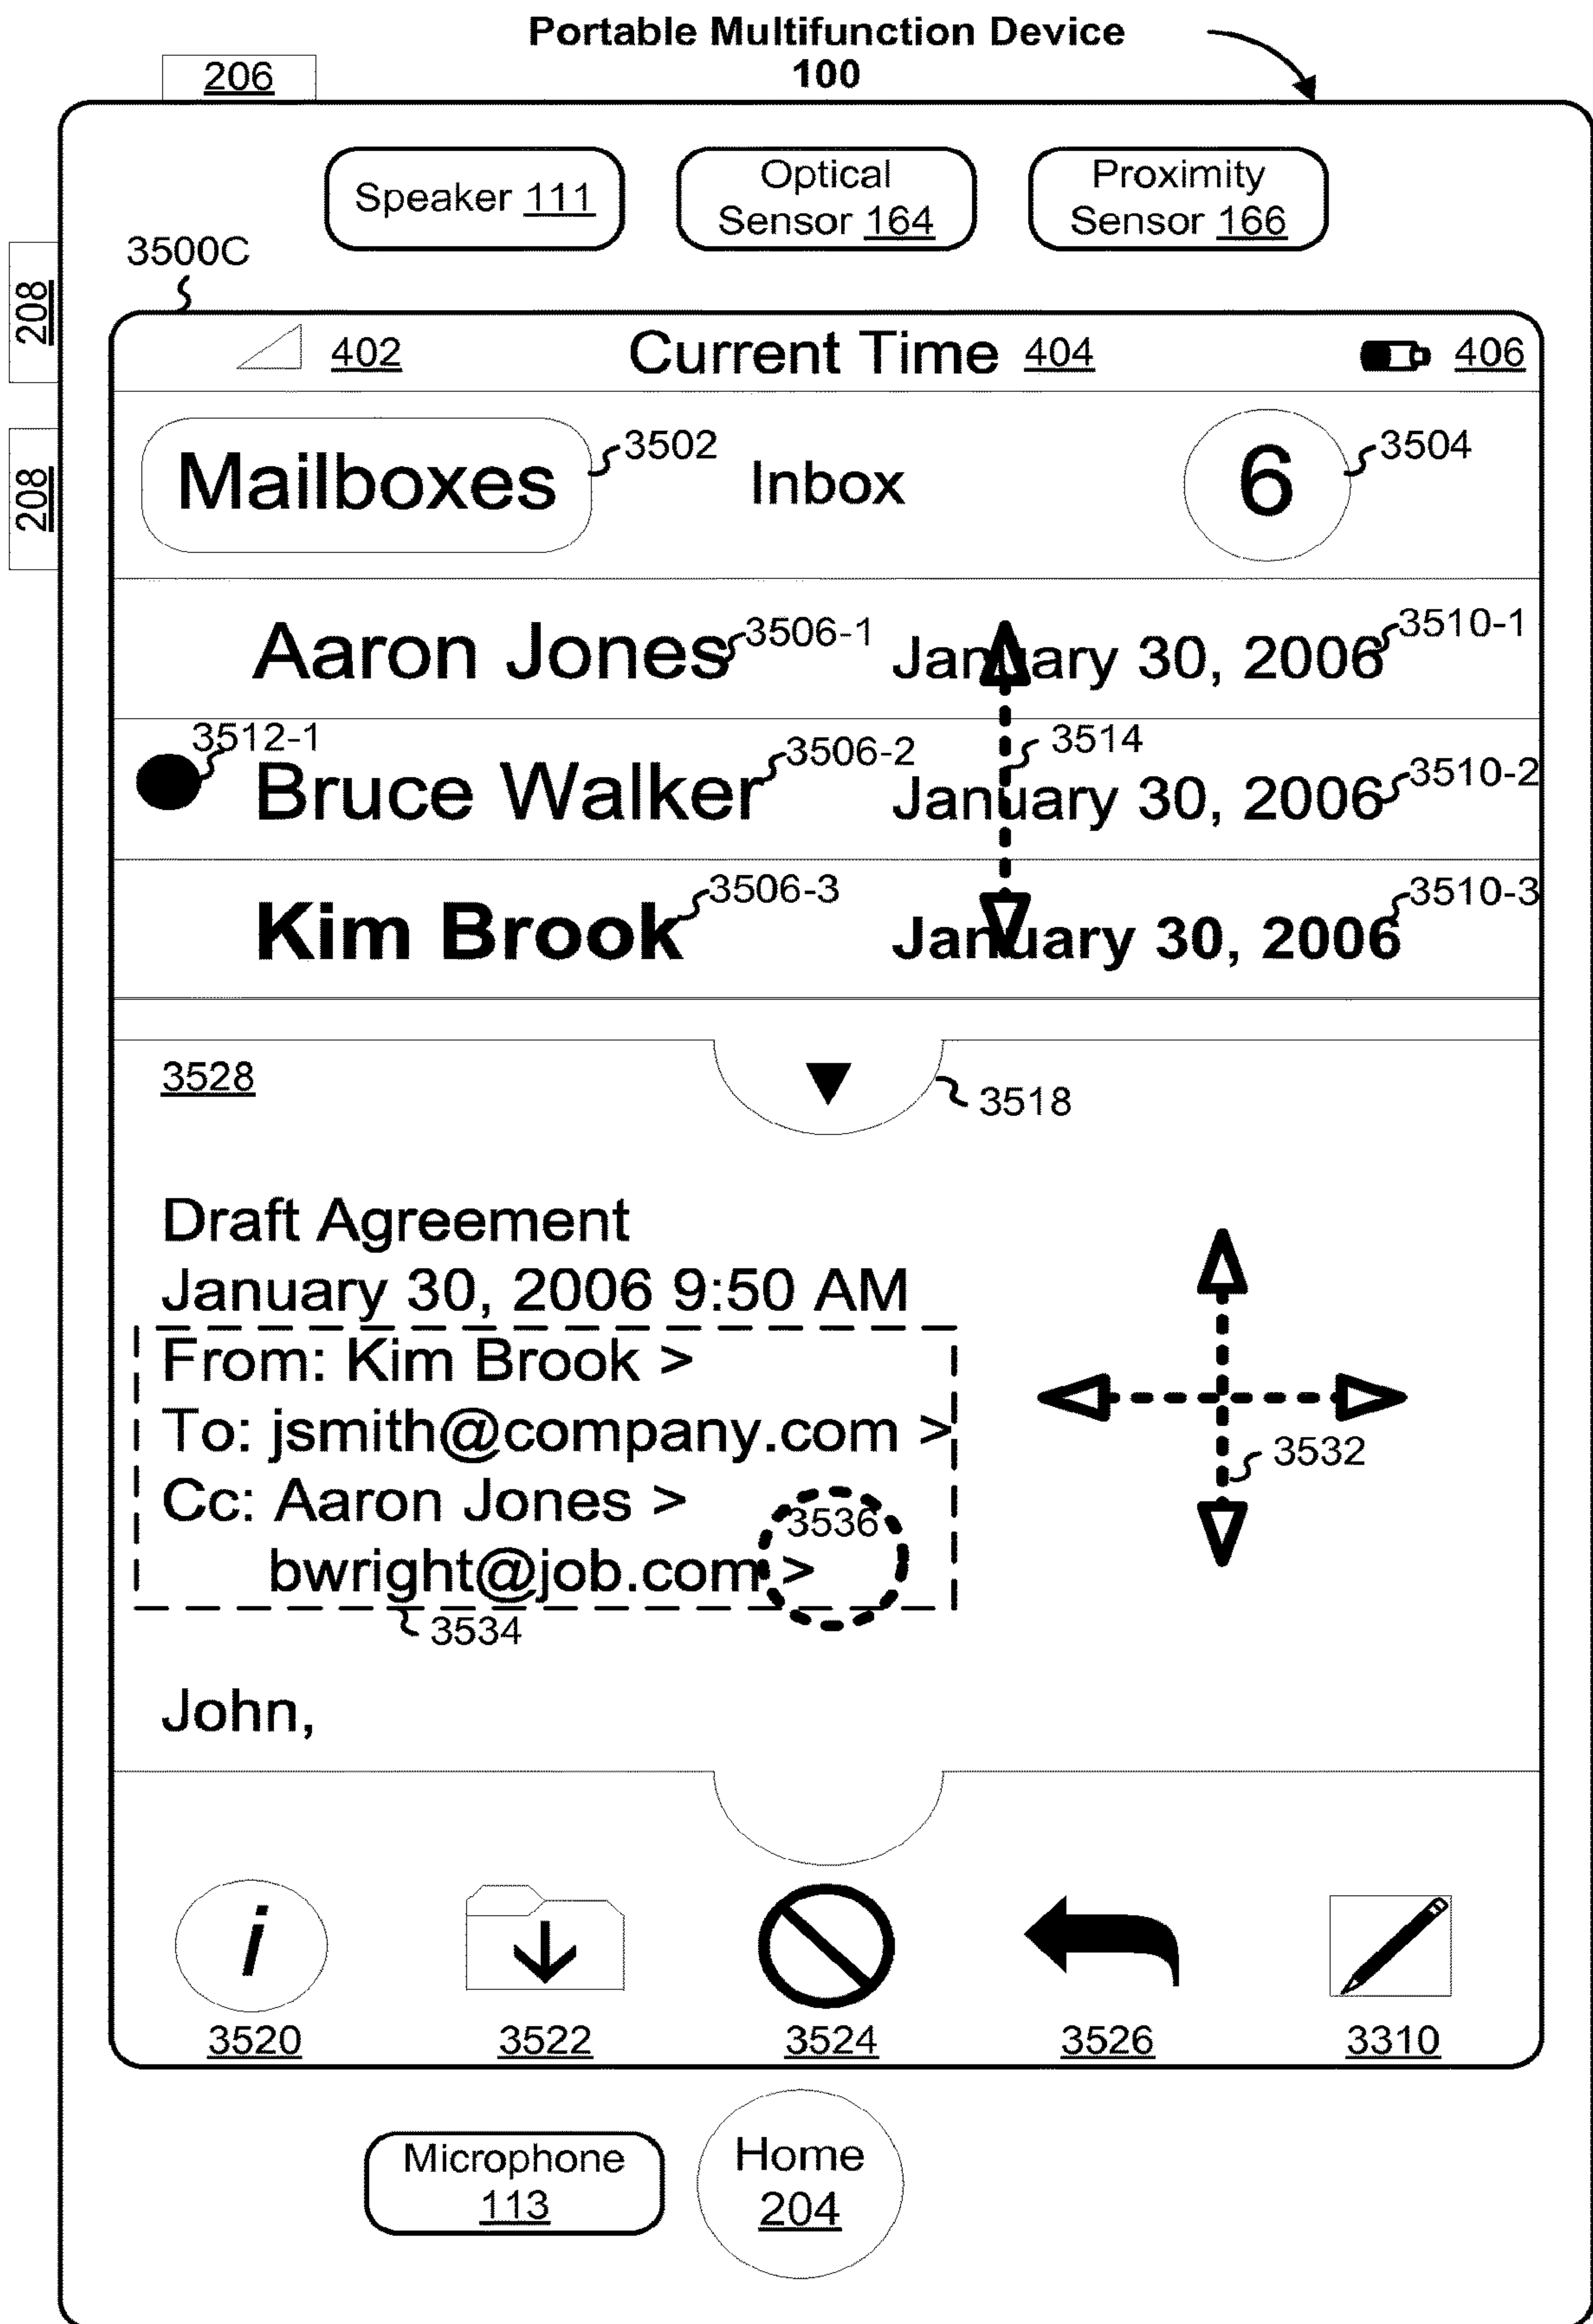 Portable Multifunction Device
100
206
Speaker 111
Optical
Sensor 164
Proximity
Sensor 166
3500C
208
208
402
Current Time 404
406
Mailboxes
3502
Inbox
6
3504
Aaron Jones
3506-1
January 30, 2006
3510-1
3512-1
Bruce Walker
3506-2
3514
January 30, 2006
3510-2
Kim Brook
3506-3
January 30, 2006
3510-3
3528
3518
Draft Agreement
January 30, 2006 9:50 AM
From: Kim Brook >
To: jsmith@company.com >
3532
Cc: Aaron Jones >
3536
bwright@job.com >
3534
John,
i
3520
3522
3524
3526
3310
Microphone
113
Home
204